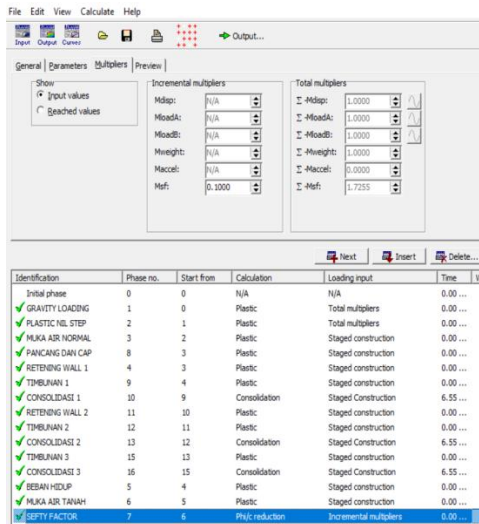 File Edit View Calculate Help
Input Output Curves Output...
General Parameters Multipliers Preview
Show
Input values
Reached values
Incremental multipliers
Mdisp: N/A
MloadA: N/A
MloadB: N/A
Mweight: N/A
Maccel: N/A
Msf: 0.1000
Total multipliers
Σ -Mdisp: 1.0000
Σ -MloadA: 1.0000
Σ -MloadB: 1.0000
Σ -Mweight: 1.0000
Σ -Maccel: 0.0000
Σ -Msf: 1.7255
Next Insert Delete...
Identification Phase no. Start from Calculation Loading input Time
Initial phase 0 0 N/A N/A 0.00 ...
GRAVITY LOADING 1 0 Plastic Total multipliers 0.00 ...
PLASTIC NIL STEP 2 1 Plastic Total multipliers 0.00 ...
MUKA AIR NORMAL 3 2 Plastic Staged construction 0.00 ...
PANCANG DAN CAP 8 3 Plastic Staged construction 0.00 ...
RETENING WALL 1 4 3 Plastic Staged construction 0.00 ...
TIMBUNAN 1 9 4 Plastic Staged construction 0.00 ...
CONSOLIDASI 1 10 9 Consolidation Staged Construction 6.55 ...
RETENING WALL 2 11 10 Plastic Staged construction 0.00 ...
TIMBUNAN 2 12 11 Plastic Staged construction 0.00 ...
CONSOLIDASI 2 13 12 Consolidation Staged Construction 6.55 ...
TIMBUNAN 3 15 13 Plastic Staged construction 0.00 ...
CONSOLIDASI 3 16 15 Consolidation Staged Construction 6.55 ...
BEBAN HIDUP 5 4 Plastic Staged construction 0.00 ...
MUKA AIR TANAH 6 5 Plastic Staged construction 0.00 ...
SEFTY FACTOR 7 6 Phi/c reduction Incremental multipliers 0.00 ...